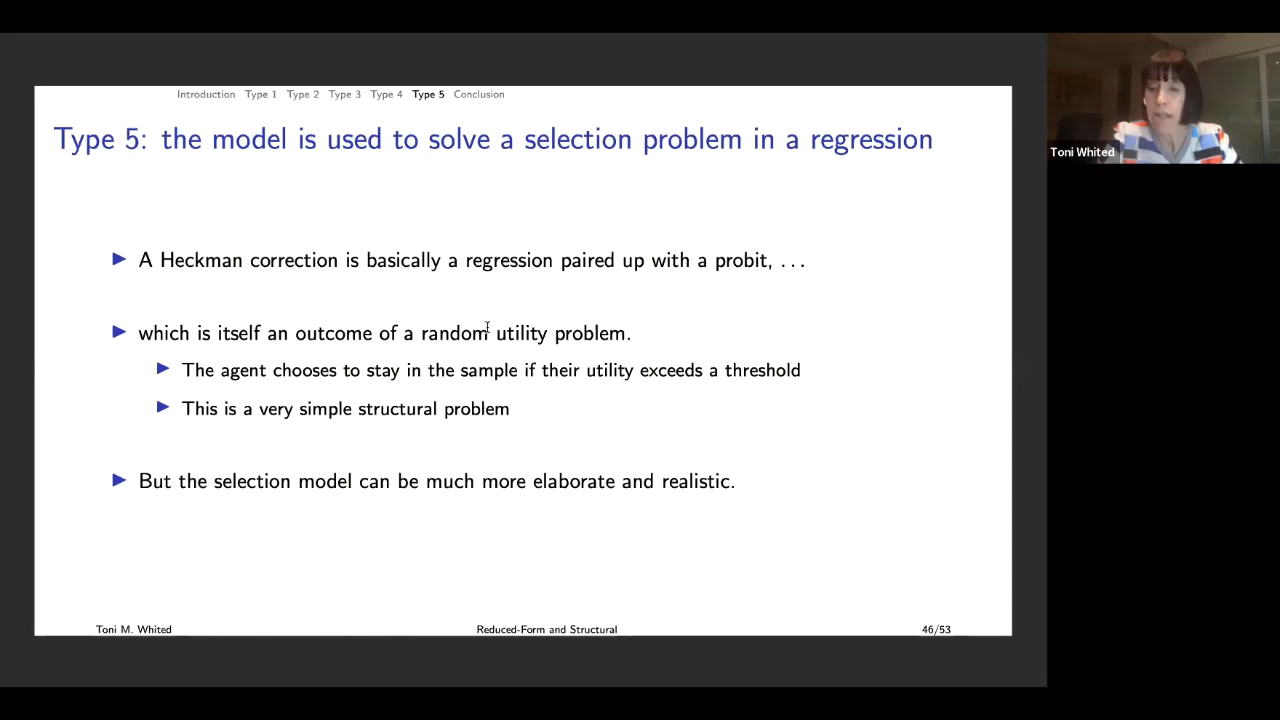 Introduction Type 1 Type 2 Type 3 Type 4 Type 5 Conclusion
Type 5: the model is used to solve a selection problem in a regression
Toni Whited
A Heckman correction is basically a regression paired up with a probit, . . .
which is itself an outcome of a random utility problem.
The agent chooses to stay in the sample if their utility exceeds a threshold
This is a very simple structural problem
But the selection model can be much more elaborate and realistic.
Toni M. Whited Reduced-Form and Structural 46/53